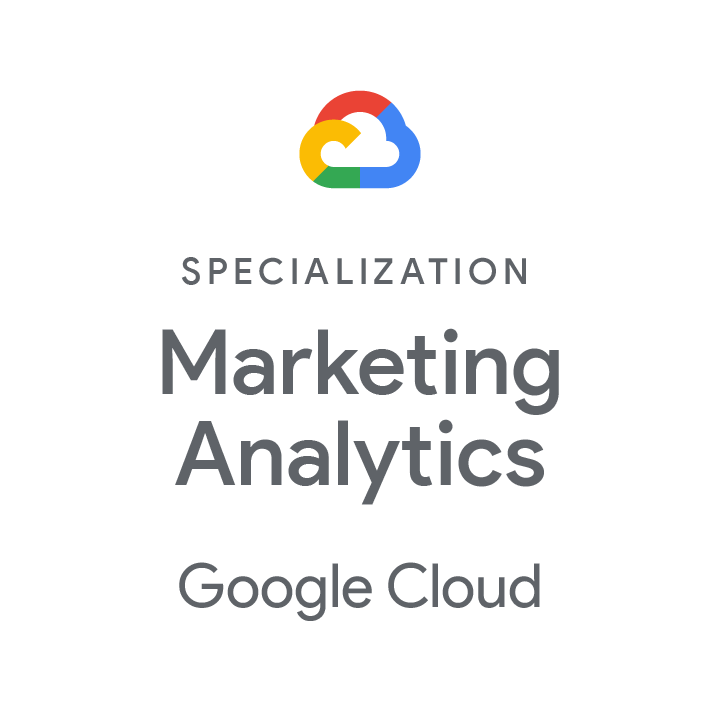 SPECIALIZATION
Marketing
Analytics
Google Cloud